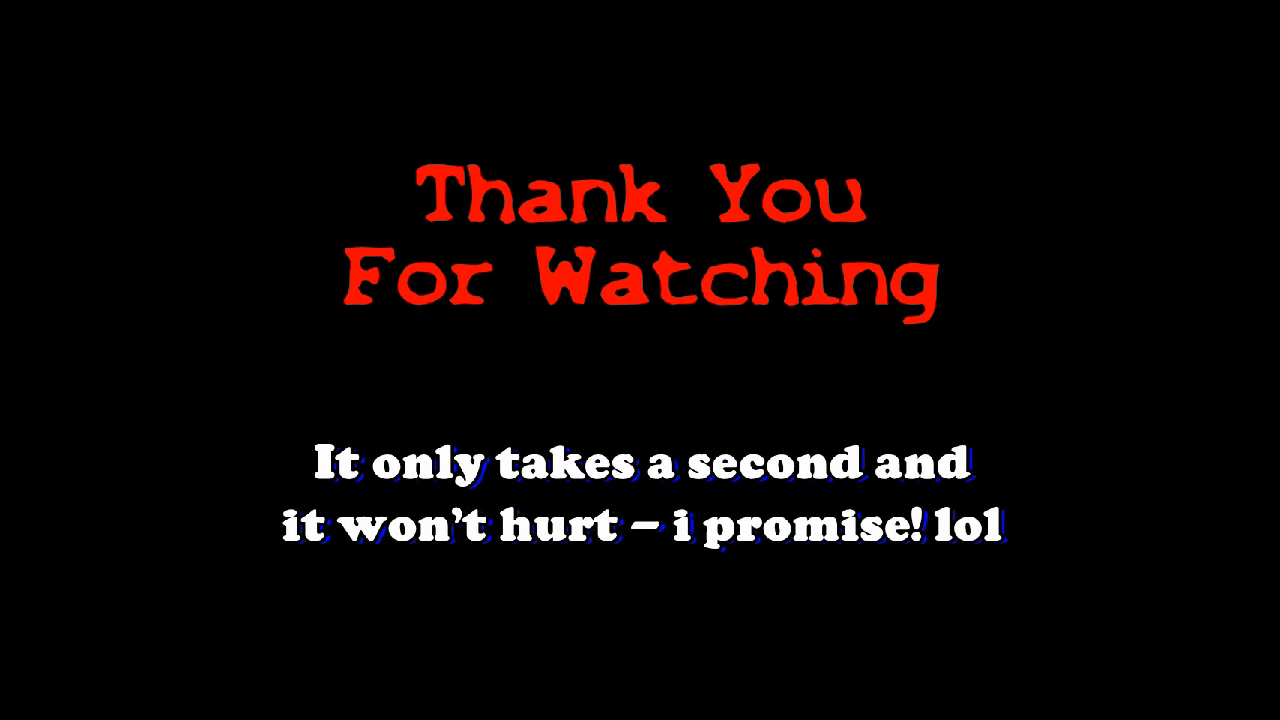 Thank You
For Watching
It only takes a second and
it won’t hurt – i promise! lol